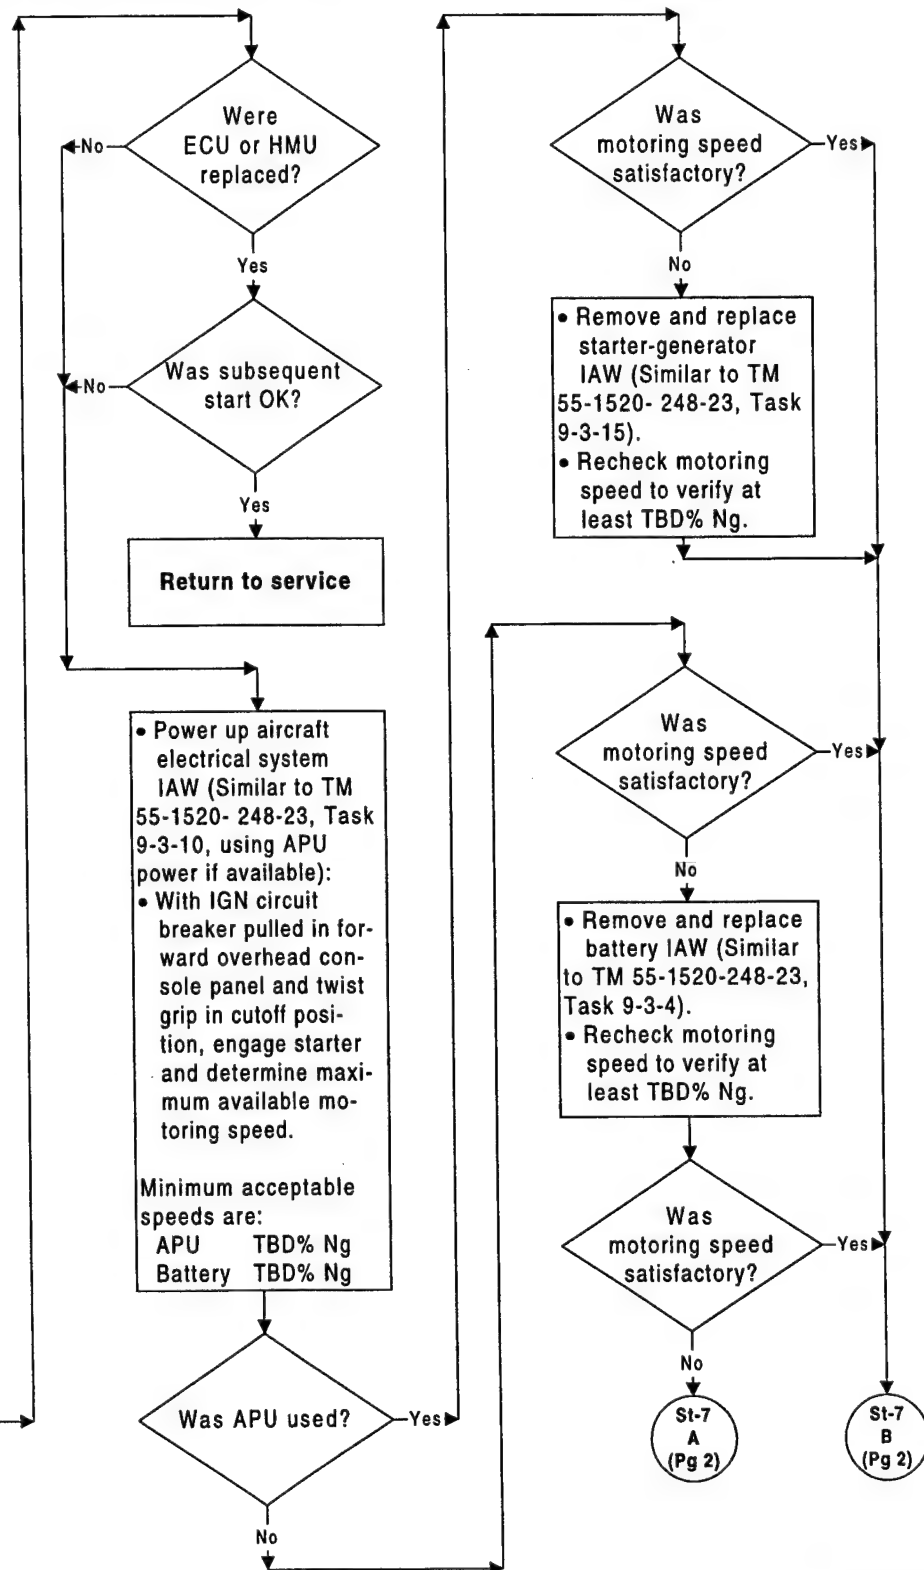 Were
ECU or HMU
replaced?
No
Yes
Was subsequent
start OK?
No
Yes
Return to service
• Power up aircraft
electrical system
IAW (Similar to TM
55-1520- 248-23, Task
9-3-10, using APU
power if available):
• With IGN circuit
breaker pulled in for-
ward overhead con-
sole panel and twist
grip in cutoff posi-
tion, engage starter
and determine maxi-
mum available mo-
toring speed.
Minimum acceptable
speeds are:
APU TBD% Ng
Battery TBD% Ng
Was APU used?
Yes
No
Was
motoring speed
satisfactory?
Yes
No
• Remove and replace
starter-generator
IAW (Similar to TM
55-1520- 248-23, Task
9-3-15).
• Recheck motoring
speed to verify at
least TBD% Ng.
Was
motoring speed
satisfactory?
Yes
No
• Remove and replace
battery IAW (Similar
to TM 55-1520-248-23,
Task 9-3-4).
• Recheck motoring
speed to verify at
least TBD% Ng.
Was
motoring speed
satisfactory?
Yes
No
St-7
A
(Pg 2)
St-7
B
(Pg 2)